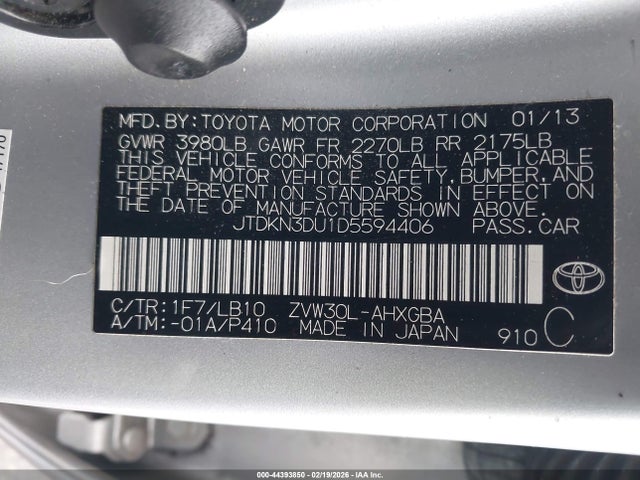 MFD.BY:TOYOTA MOTOR CORPORATION 01/13
GVWR 3980LB GAWR FR 2270LB RR 2175LB
THIS VEHICLE CONFORMS TO ALL APPLICABLE
FEDERAL MOTOR VEHICLE SAFETY,BUMPER,AND
THEFT PREVENTION STANDARDS IN EFFECT ON
THE DATE OF MANUFACTURE SHOWN ABOVE.
JTDKN3DU1D5594406 PASS.CAR
C/TR:1F7/LB10 ZVW30L-AHXGBA
A/TM:-01A/P410 MADE IN JAPAN 910 C
000-44393850 - 02/19/2026 - IAA Inc.